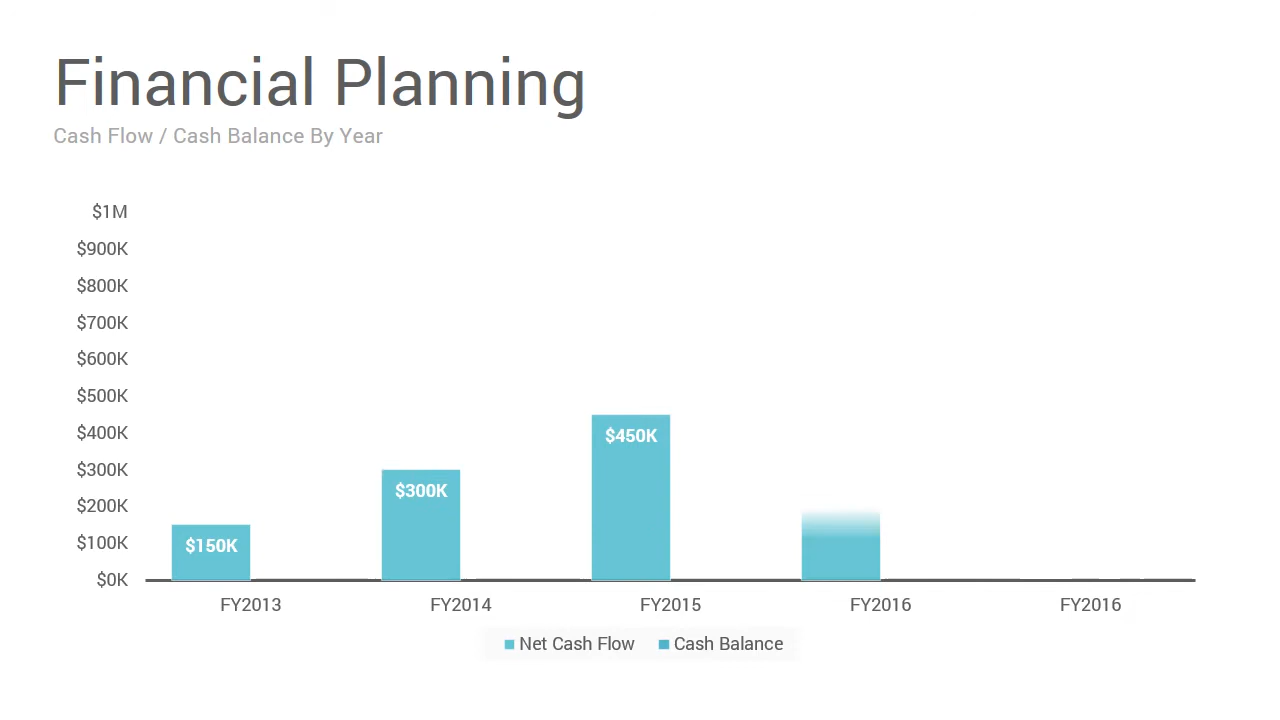 Financial Planning
Cash Flow / Cash Balance By Year
$1M
$900K
$800K
$700K
$600K
$500K
$400K
$300K
$200K
$100K
$0K
$150K
$300K
$450K
FY2013 FY2014 FY2015 FY2016 FY2016
Net Cash Flow Cash Balance